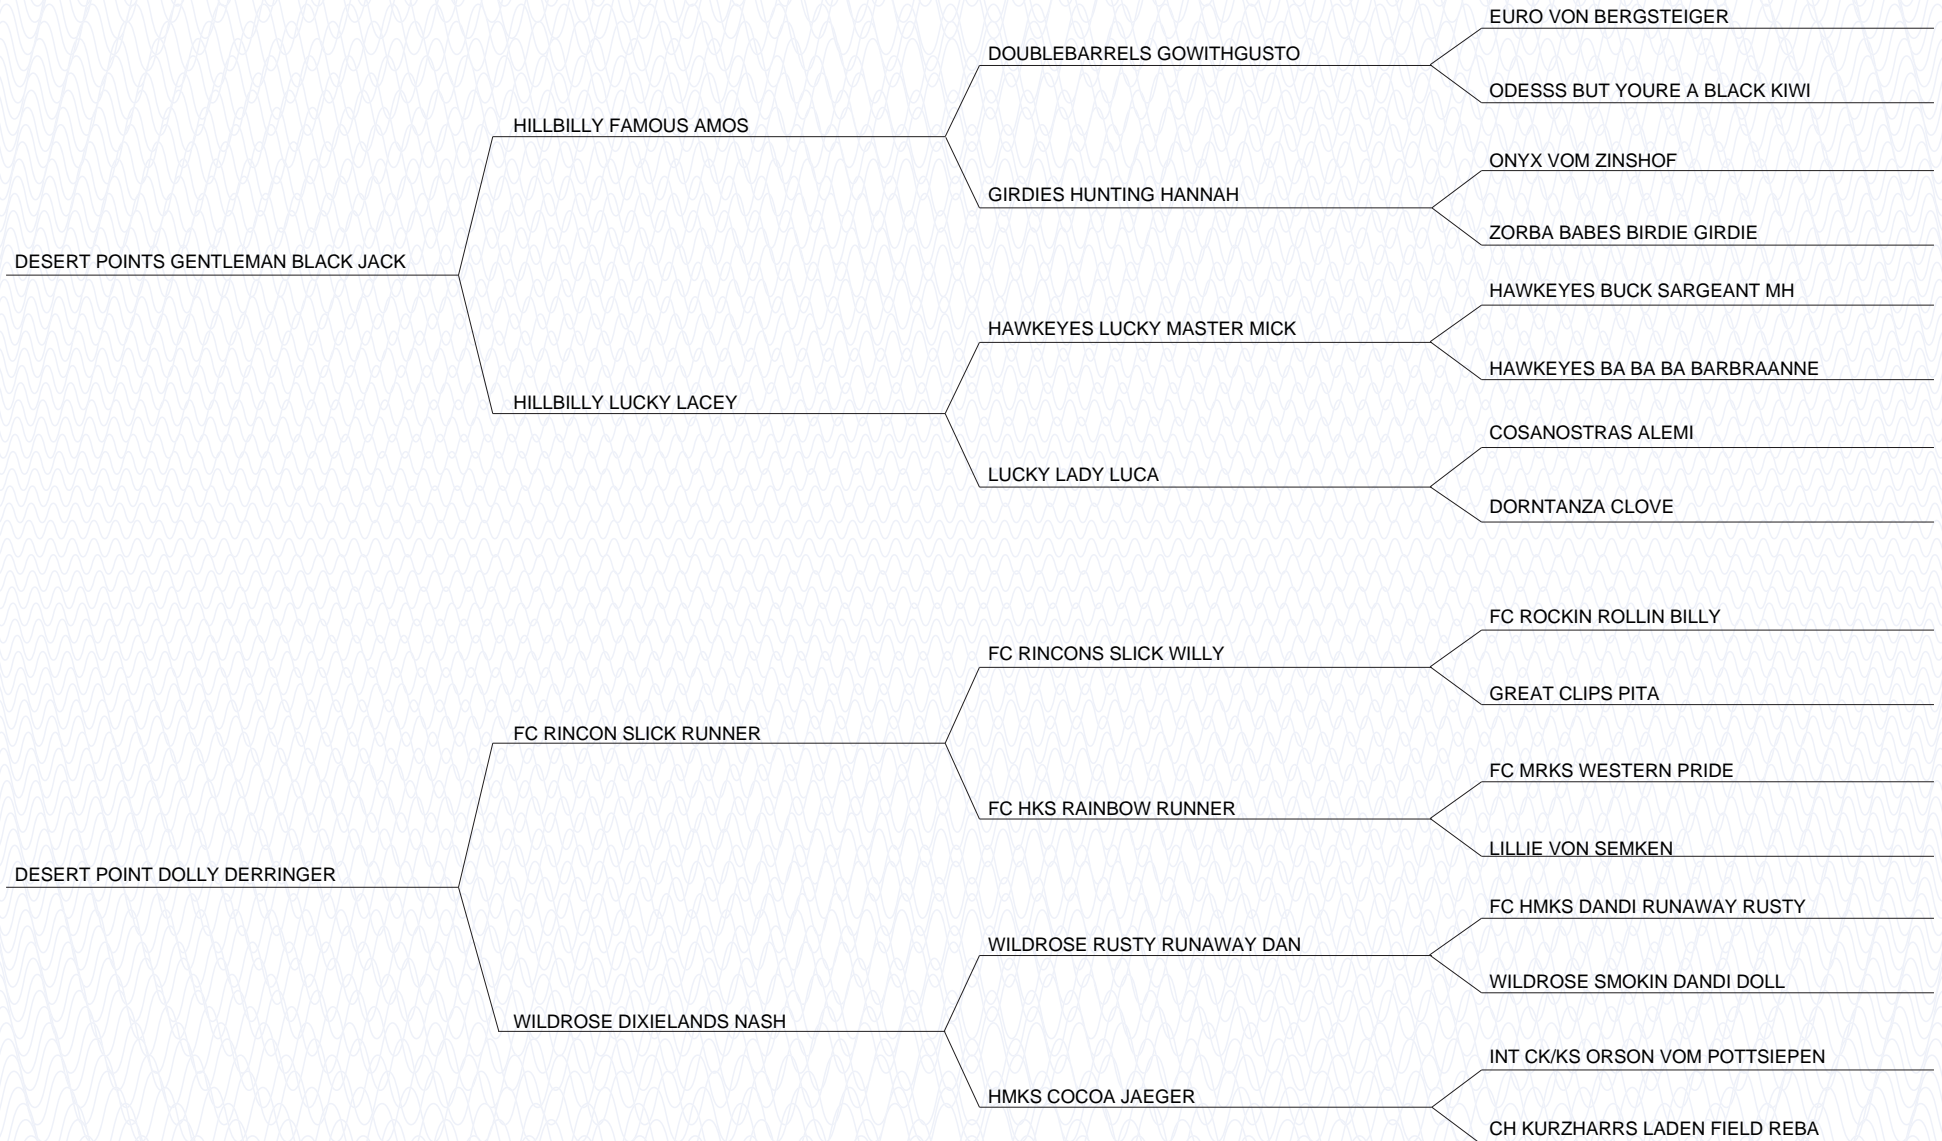 EURO VON BERGSTEIGER
DOUBLEBARRELS GOWITHGUSTO
ODESSS BUT YOURE A BLACK KIWI
HILLBILLY FAMOUS AMOS
ONYX VOM ZINSHOF
GIRDIES HUNTING HANNAH
ZORBA BABES BIRDIE GIRDIE
DESERT POINTS GENTLEMAN BLACK JACK
HAWKEYES BUCK SARGEANT MH
HAWKEYES LUCKY MASTER MICK
HAWKEYES BA BA BA BARBRAANNE
HILLBILLY LUCKY LACEY
COSANOSTRAS ALEMI
LUCKY LADY LUCA
DORNTANZA CLOVE
FC ROCKIN ROLLIN BILLY
FC RINCONS SLICK WILLY
GREAT CLIPS PITA
FC RINCON SLICK RUNNER
FC MRKS WESTERN PRIDE
FC HKS RAINBOW RUNNER
LILLIE VON SEMKEN
DESERT POINT DOLLY DERRINGER
FC HMKS DANDI RUNAWAY RUSTY
WILDROSE RUSTY RUNAWAY DAN
WILDROSE SMOKIN DANDI DOLL
WILDROSE DIXIELANDS NASH
INT CK/KS ORSON VOM POTTSIEPEN
HMKS COCOA JAEGER
CH KURZHARRS LADEN FIELD REBA